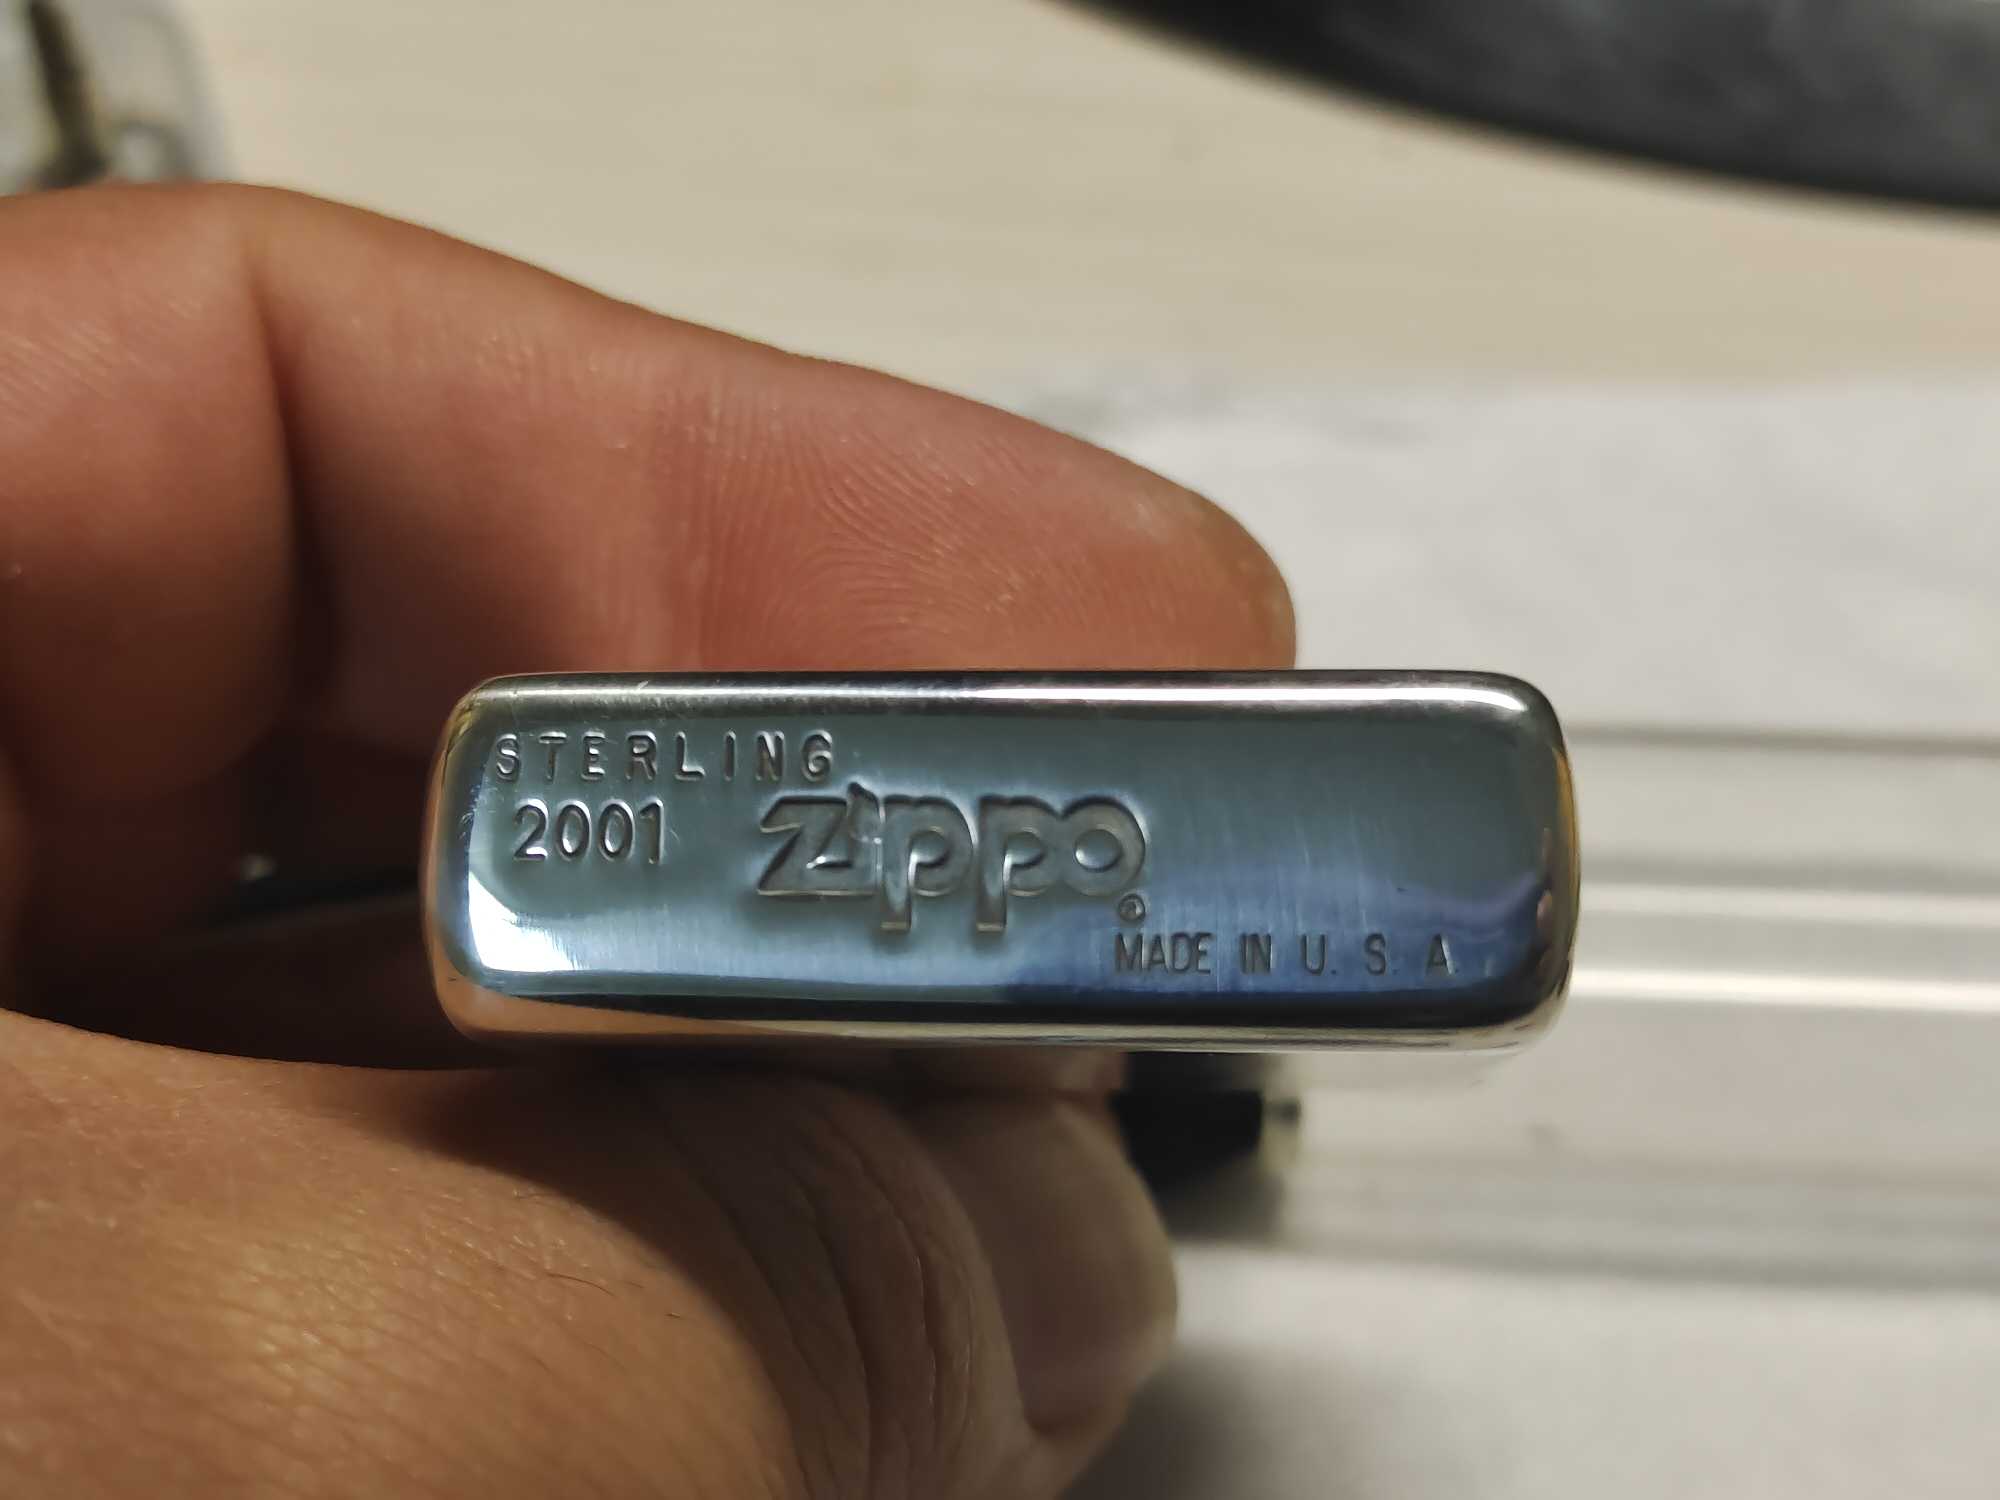 STERLING
2001
Zippo®
MADE IN U. S. A.